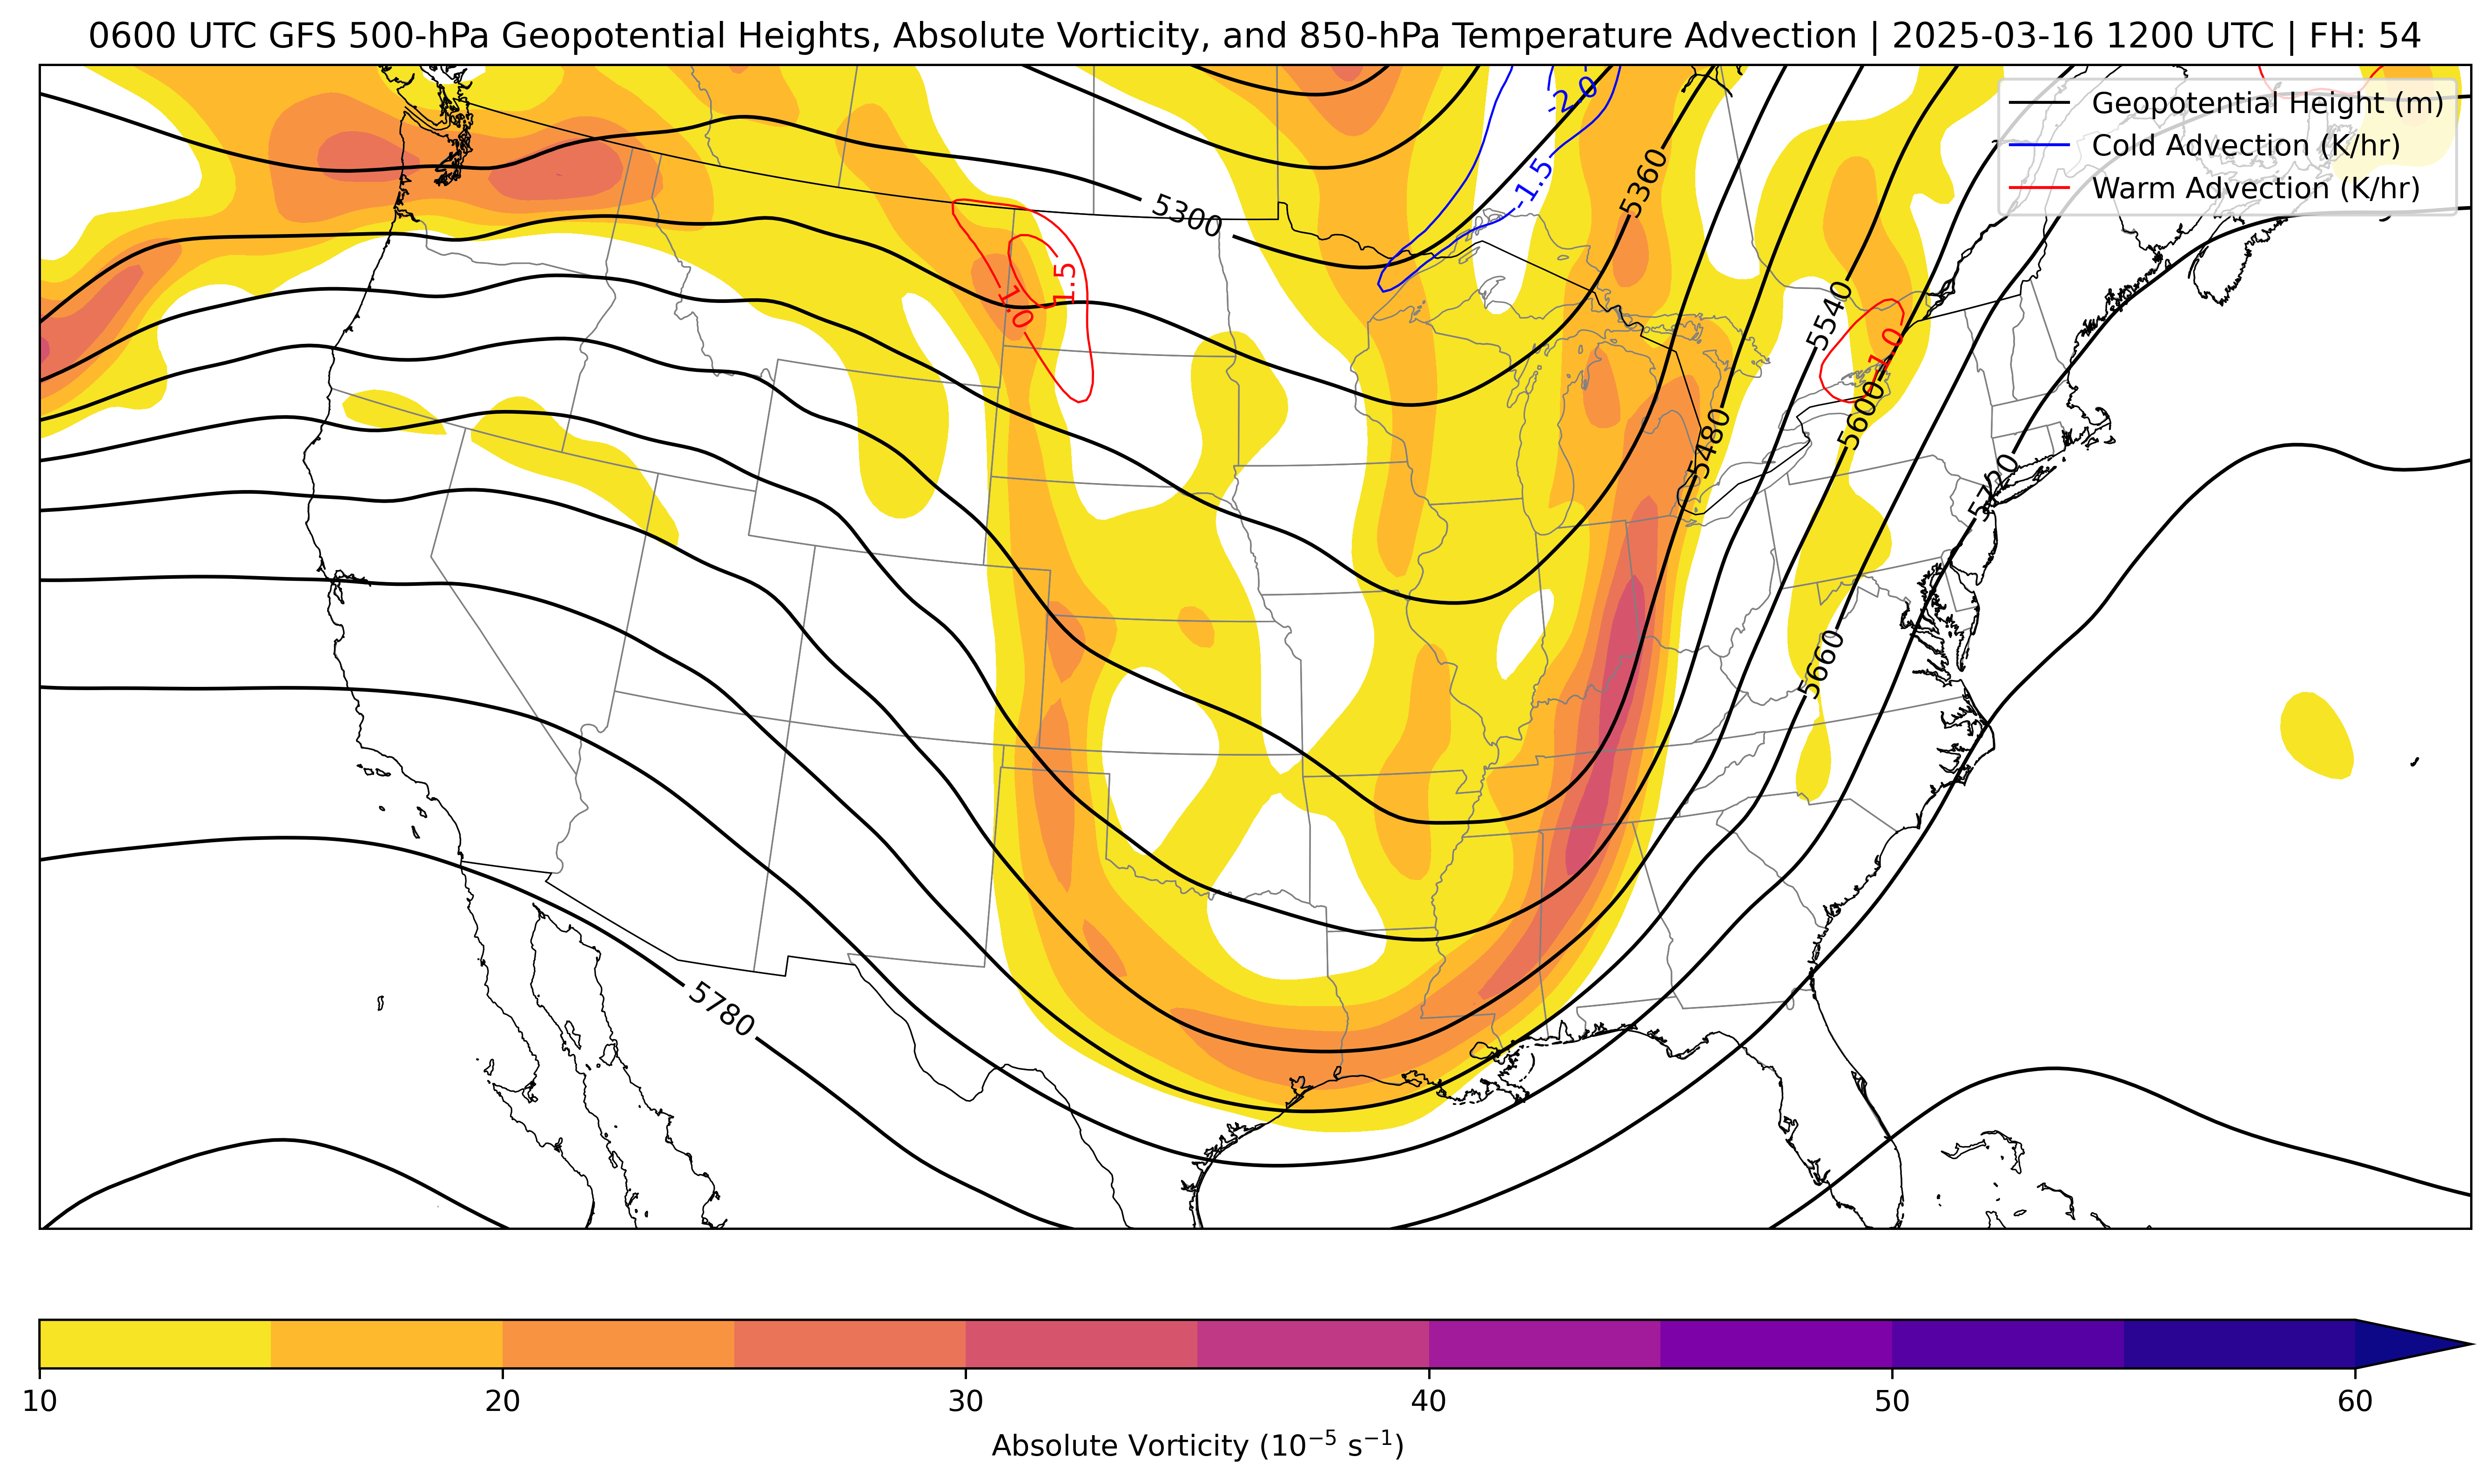 0600 UTC GFS 500-hPa Geopotential Heights, Absolute Vorticity, and 850-hPa Temperature Advection | 2025-03-16 1200 UTC | FH: 54
Geopotential Height (m)
Cold Advection (K/hr)
Warm Advection (K/hr)
-2.0
-1.5
5360
5300
1.5
1.0
5540
1.0
5600
5480
5720
5660
5780
10 20 30 40 50 60
Absolute Vorticity (10⁻⁵ s⁻¹)